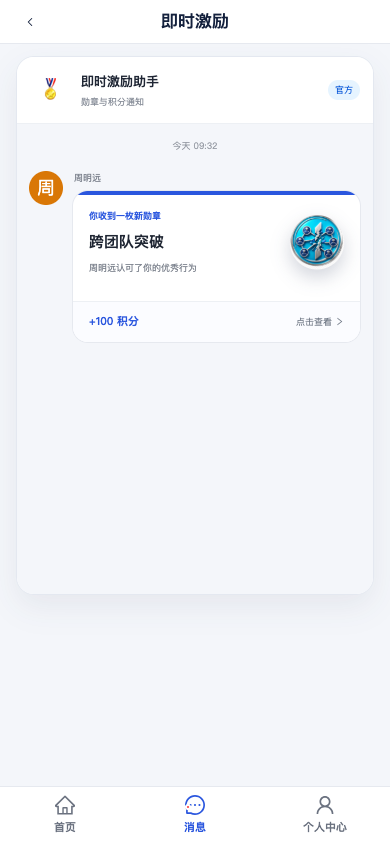 即时激励
即时激励助手
勋章与积分通知
官方
今天 09:32
周
周明远
你收到一枚新勋章
跨团队突破
周明远认可了你的优秀行为
+100 积分
点击查看
首页
消息
个人中心